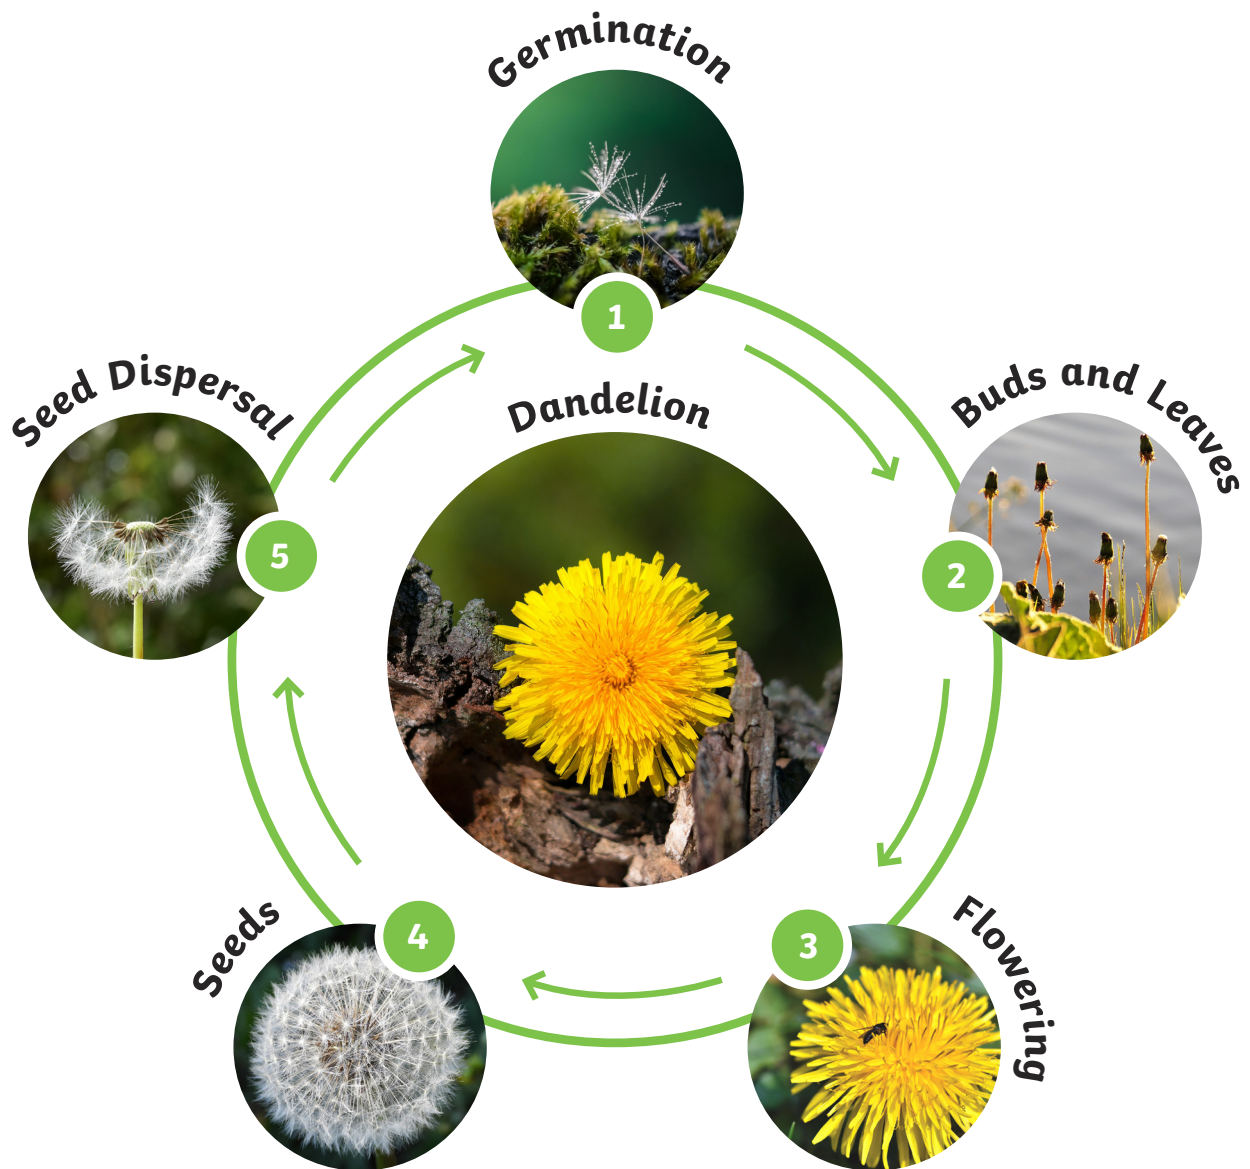 Germination
1
Buds and Leaves
2
Flowering
3
Seeds
4
Seed Dispersal
5
Dandelion